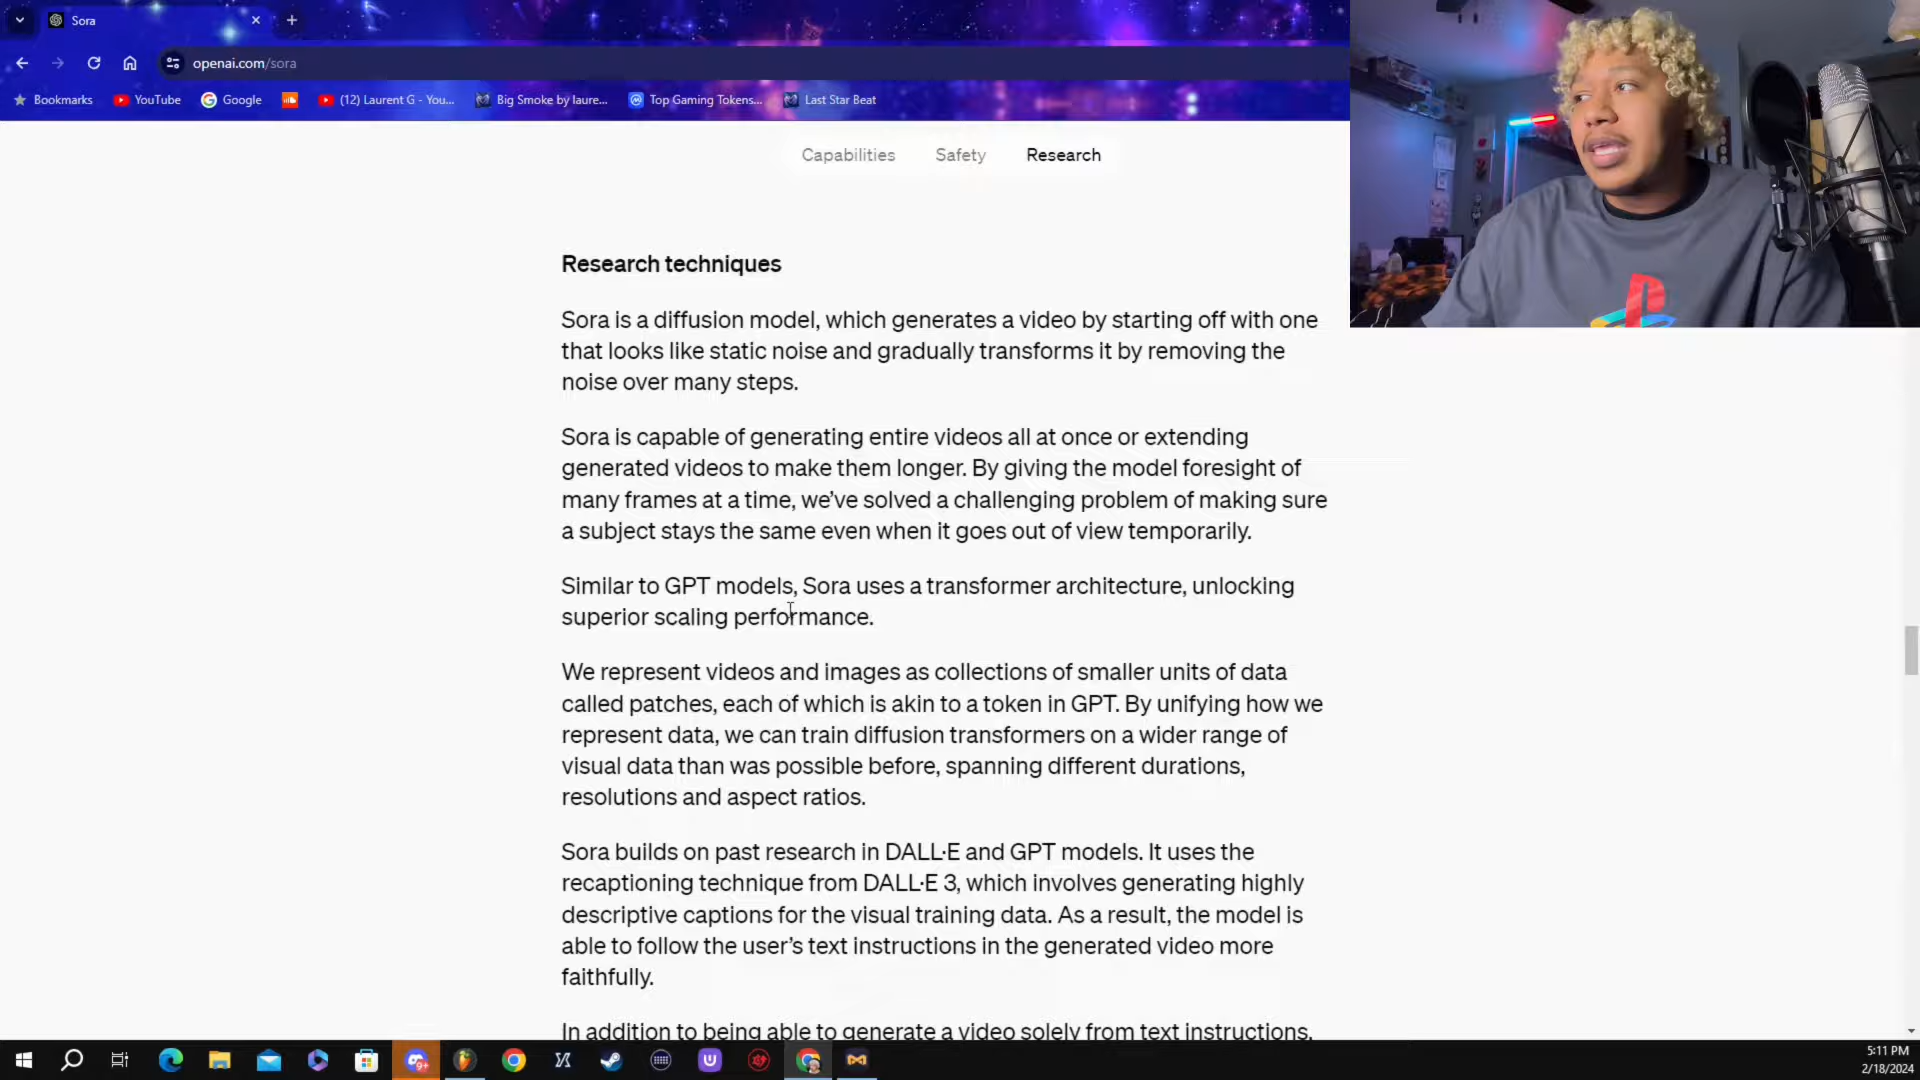 Sora
openai.com/sora
Bookmarks YouTube Google (12) Laurent G - You... Big Smoke by laure... Top Gaming Tokens... Last Star Beat
Capabilities Safety Research
Research techniques
Sora is a diffusion model, which generates a video by starting off with one
that looks like static noise and gradually transforms it by removing the
noise over many steps.
Sora is capable of generating entire videos all at once or extending
generated videos to make them longer. By giving the model foresight of
many frames at a time, we’ve solved a challenging problem of making sure
a subject stays the same even when it goes out of view temporarily.
Similar to GPT models, Sora uses a transformer architecture, unlocking
superior scaling performance.
We represent videos and images as collections of smaller units of data
called patches, each of which is akin to a token in GPT. By unifying how we
represent data, we can train diffusion transformers on a wider range of
visual data than was possible before, spanning different durations,
resolutions and aspect ratios.
Sora builds on past research in DALL·E and GPT models. It uses the
recaptioning technique from DALL·E 3, which involves generating highly
descriptive captions for the visual training data. As a result, the model is
able to follow the user’s text instructions in the generated video more
faithfully.
In addition to being able to generate a video solely from text instructions,
9+
5:11 PM
2/18/2024